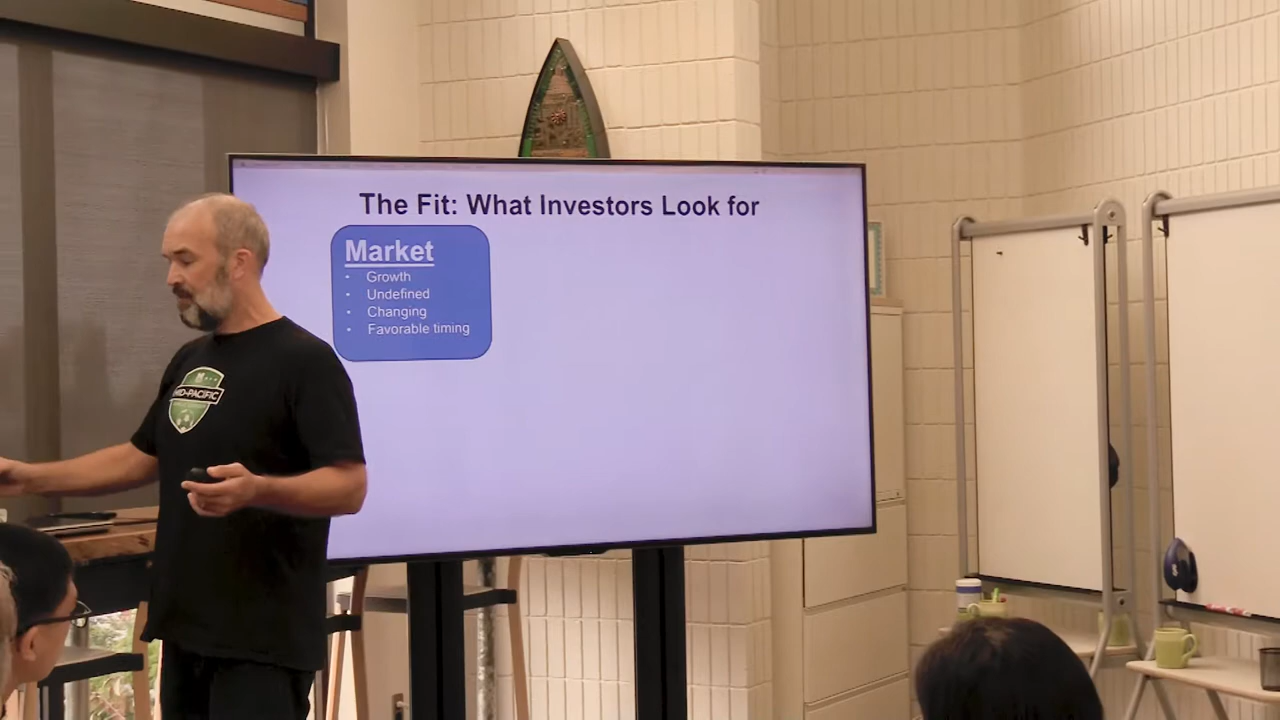 The Fit: What Investors Look for
Market
• Growth
• Undefined
• Changing
• Favorable timing
MID-PACIFIC